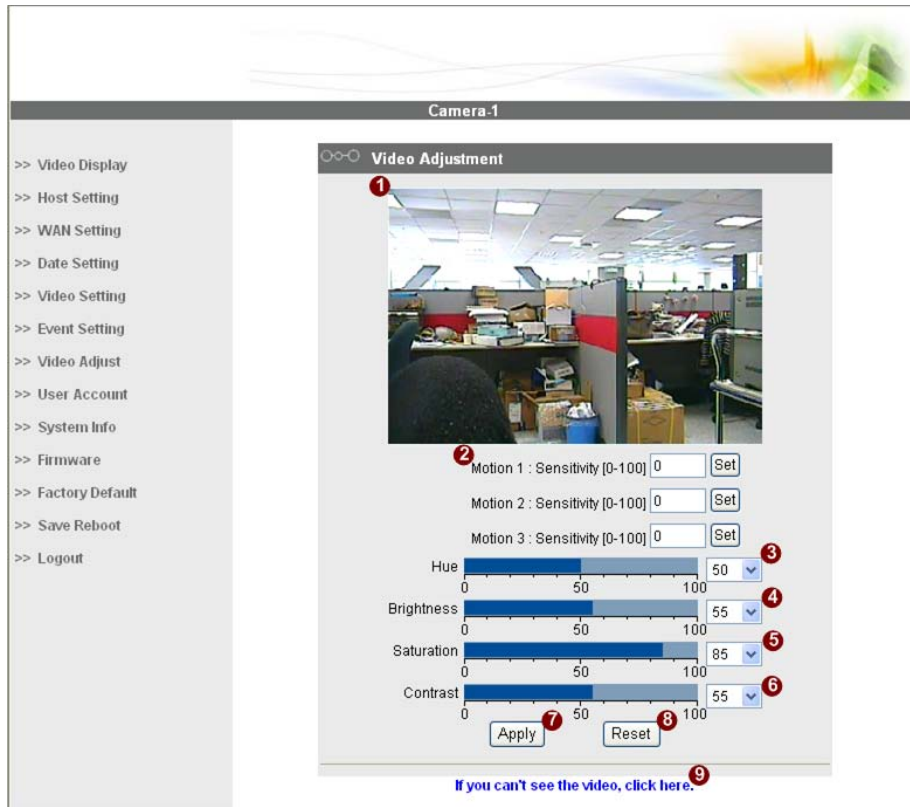 Camera-1
>> Video Display
>> Host Setting
>> WAN Setting
>> Date Setting
>> Video Setting
>> Event Setting
>> Video Adjust
>> User Account
>> System Info
>> Firmware
>> Factory Default
>> Save Reboot
>> Logout
Video Adjustment
1
2
Motion 1 : Sensitivity [0-100] 0 Set
Motion 2 : Sensitivity [0-100] 0 Set
Motion 3 : Sensitivity [0-100] 0 Set
3
Hue 50
0 50 100
4
Brightness 55
0 50 100
5
Saturation 85
0 50 100
6
Contrast 55
0 50 100
7 8
Apply Reset
9
If you can't see the video, click here.